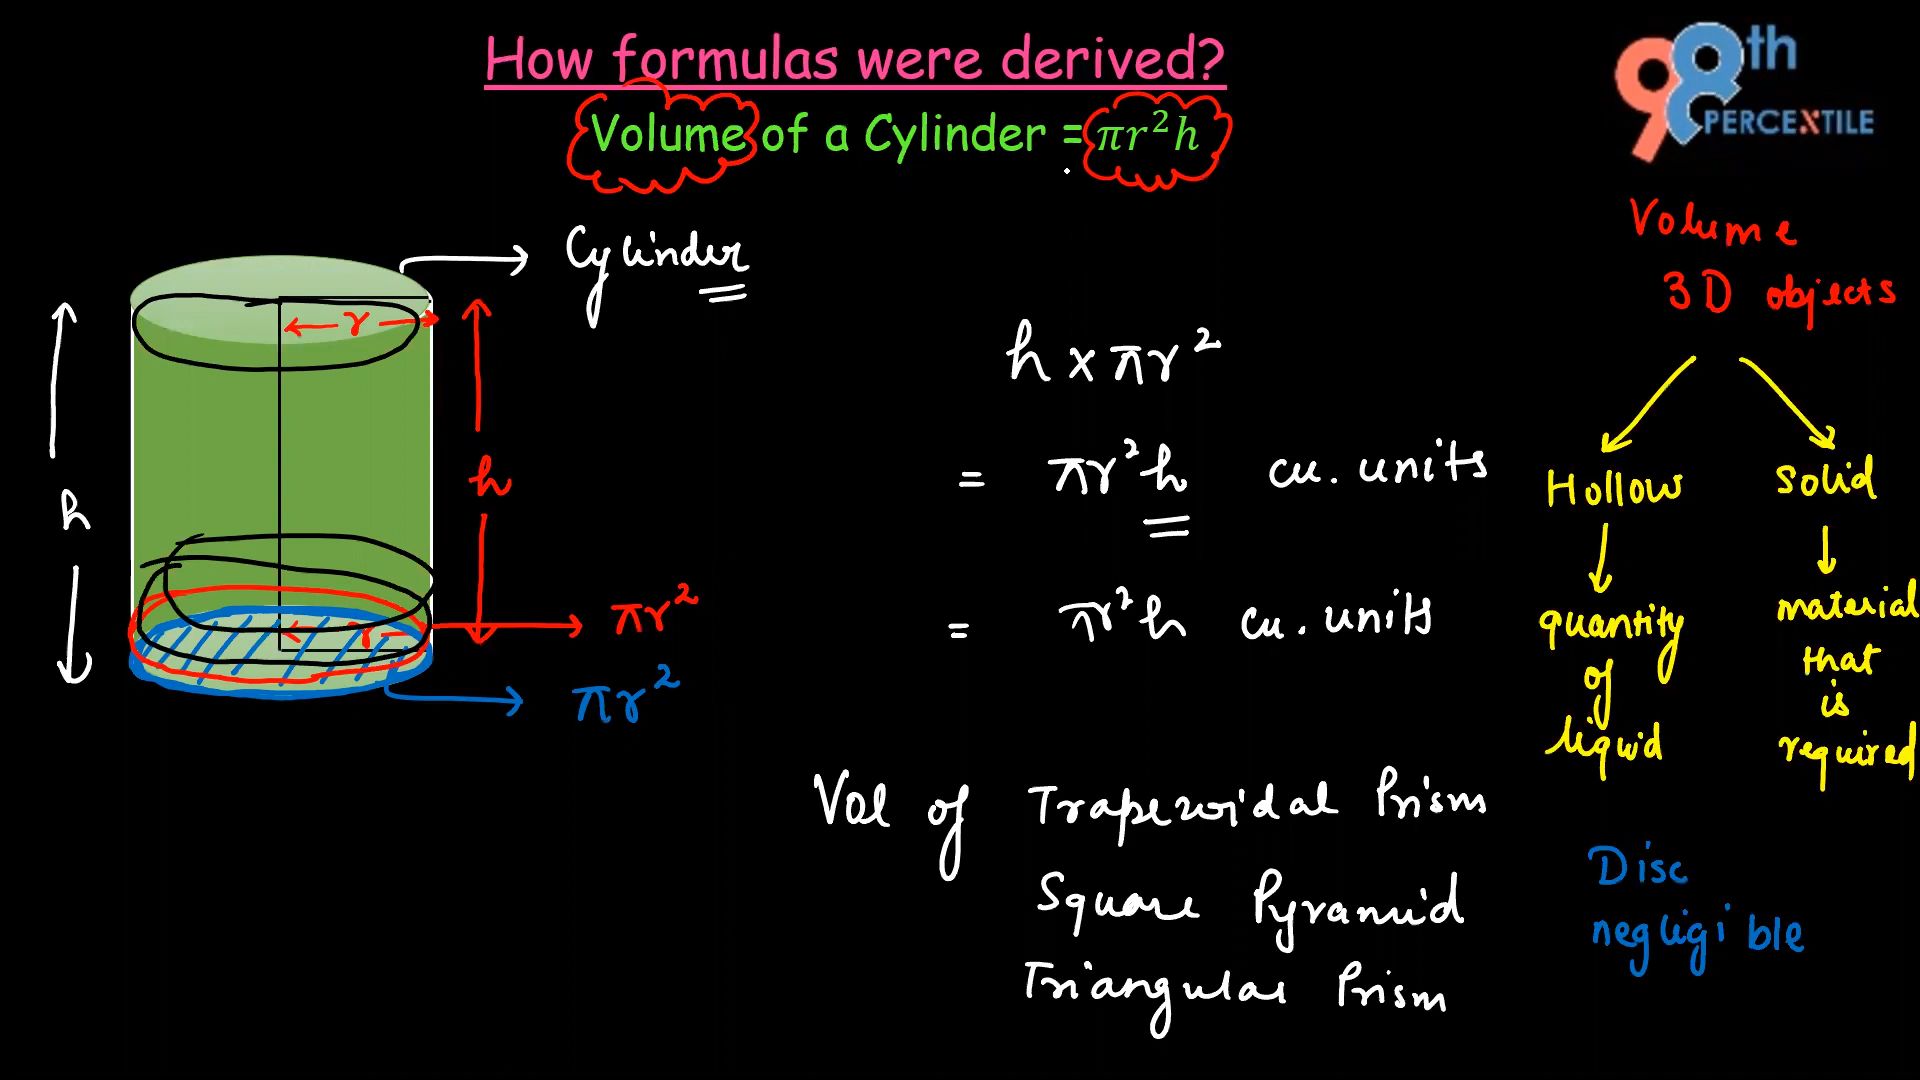 How formulas were derived?
Volume of a Cylinder = πr²h
98th
PERCEXTILE
Cylinder
r
h
h
r
πr²
πr²
h x πr²
= πr²h cu. units
= πr²h cu. units
Vol of Trapezoidal Prism
Square Pyramid
Triangular Prism
Volume
3D objects
Hollow
quantity
of
liquid
Solid
material
that
is
required
Disc
negligible